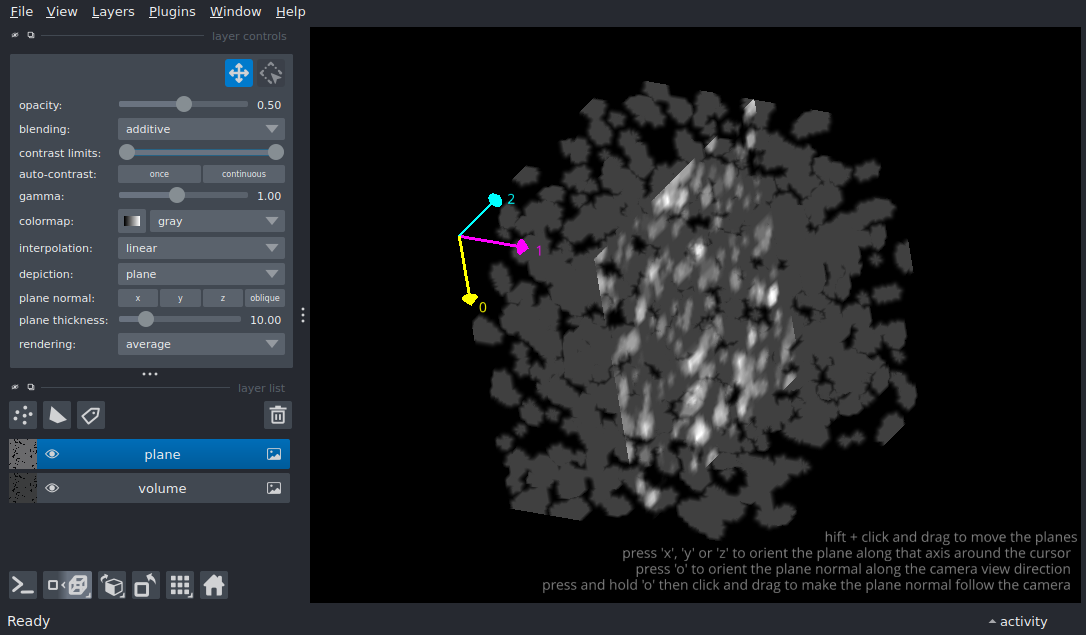 File View Layers Plugins Window Help
layer controls
opacity: 0.50
blending: additive
contrast limits:
auto-contrast: once continuous
gamma: 1.00
colormap: gray
interpolation: linear
depiction: plane
plane normal: x y z oblique
plane thickness: 10.00
rendering: average
layer list
plane
volume
2
1
0
hift + click and drag to move the planes
press 'x', 'y' or 'z' to orient the plane along that axis around the cursor
press 'o' to orient the plane normal along the camera view direction
press and hold 'o' then click and drag to make the plane normal follow the camera
Ready
activity